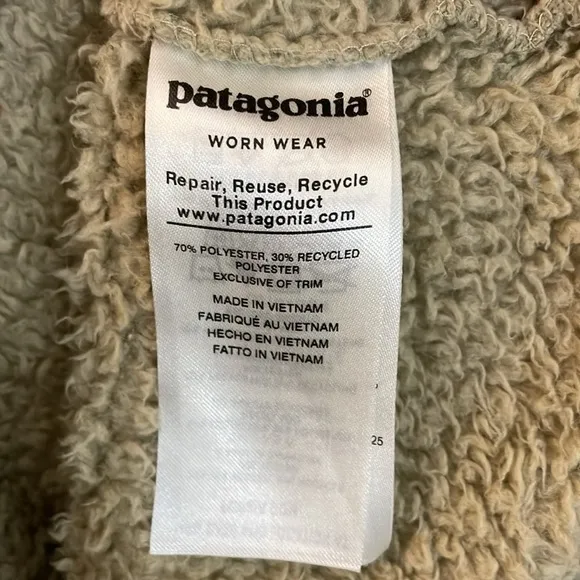 patagonia®
WORN WEAR
Repair, Reuse, Recycle
This Product
www.patagonia.com
70% POLYESTER, 30% RECYCLED
POLYESTER
EXCLUSIVE OF TRIM
MADE IN VIETNAM
FABRIQUÉ AU VIETNAM
HECHO EN VIETNAM
FATTO IN VIETNAM
25